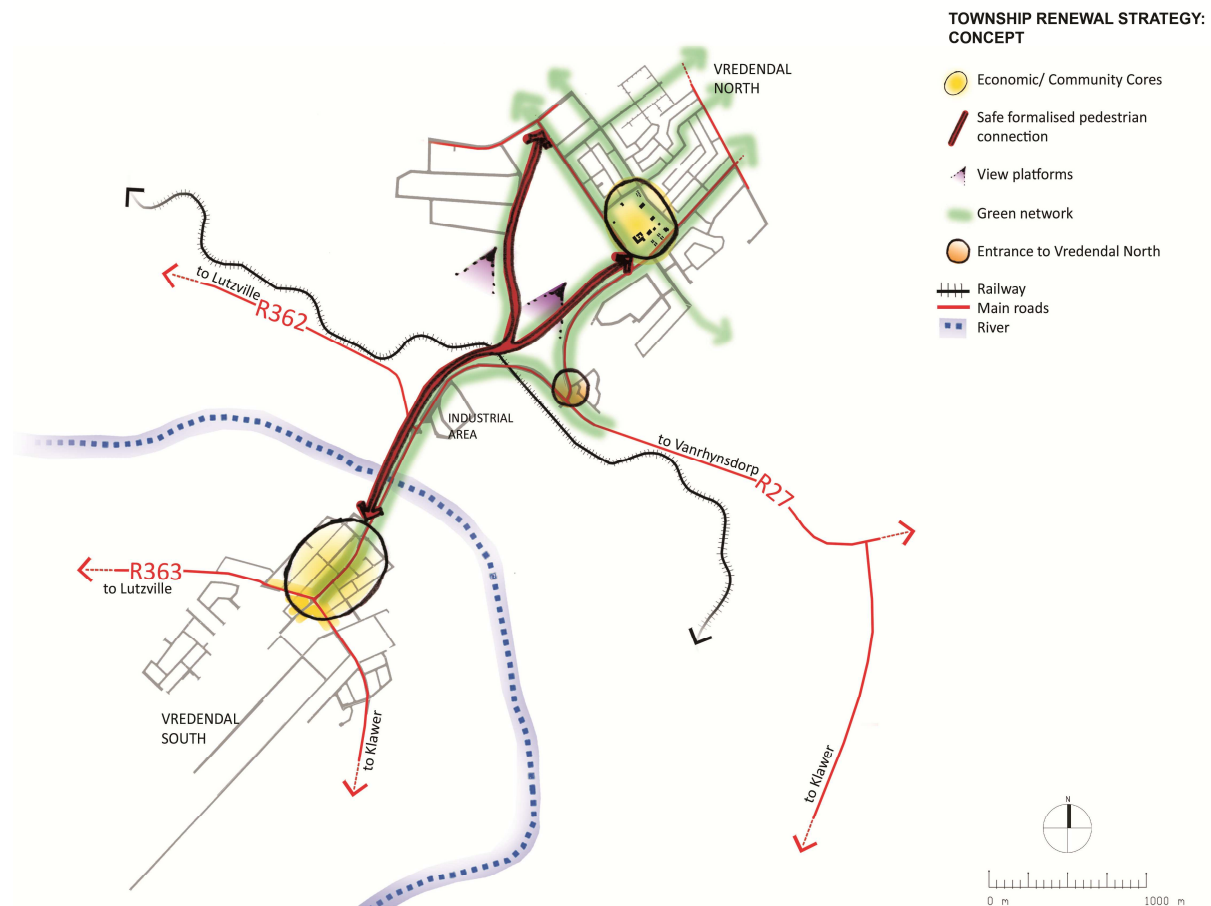 TOWNSHIP RENEWAL STRATEGY:
CONCEPT
Economic/ Community Cores
Safe formalised pedestrian
connection
View platforms
Green network
Entrance to Vredendal North
Railway
Main roads
River
VREDENDAL
NORTH
to Lutzville
R362
INDUSTRIAL
AREA
to Vanrhynsdorp
R27
R363
to Lutzville
VREDENDAL
SOUTH
to Klawer
to Klawer
N
0 m
1000 m